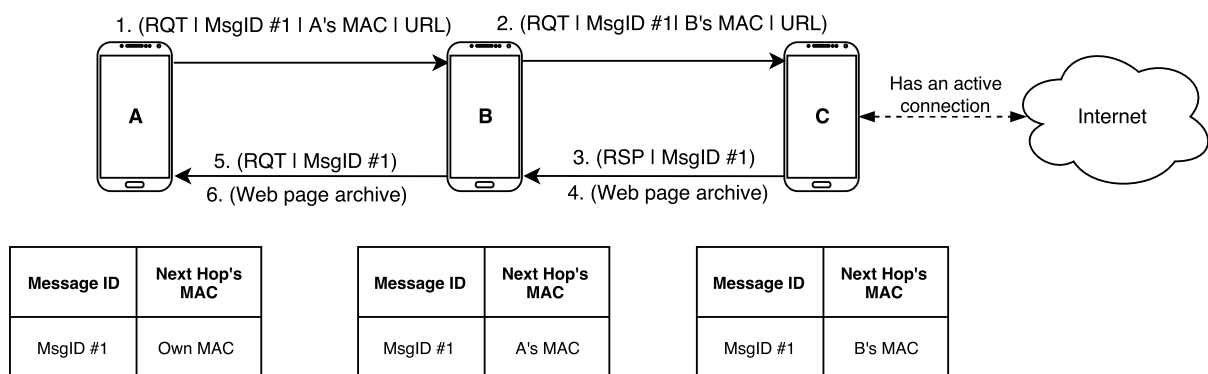 1. (RQT | MsgID #1 | A's MAC | URL)
2. (RQT | MsgID #1| B's MAC | URL)
A
B
C
Has an active
connection
Internet
5. (RQT | MsgID #1)
6. (Web page archive)
3. (RSP | MsgID #1)
4. (Web page archive)
Message ID
Next Hop's
MAC
MsgID #1
Own MAC
Message ID
Next Hop's
MAC
MsgID #1
A's MAC
Message ID
Next Hop's
MAC
MsgID #1
B's MAC